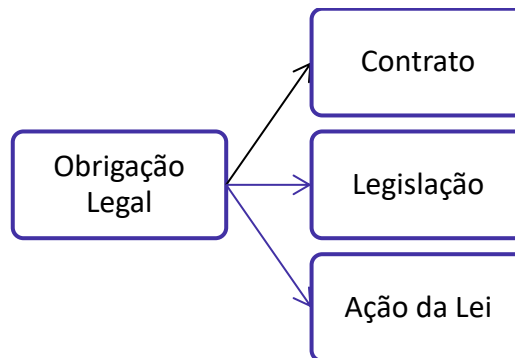 Contrato
Obrigação
Legal
Legislação
Ação da Lei